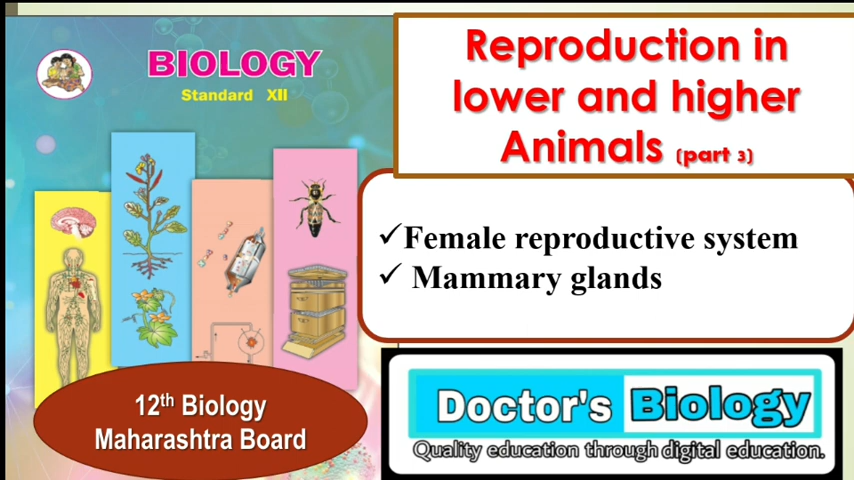 BIOLOGY
Standard XII
12th Biology
Maharashtra Board
Reproduction in
lower and higher
Animals (part 3)
✓Female reproductive system
✓ Mammary glands
Doctor's Biology
Quality education through digital education.